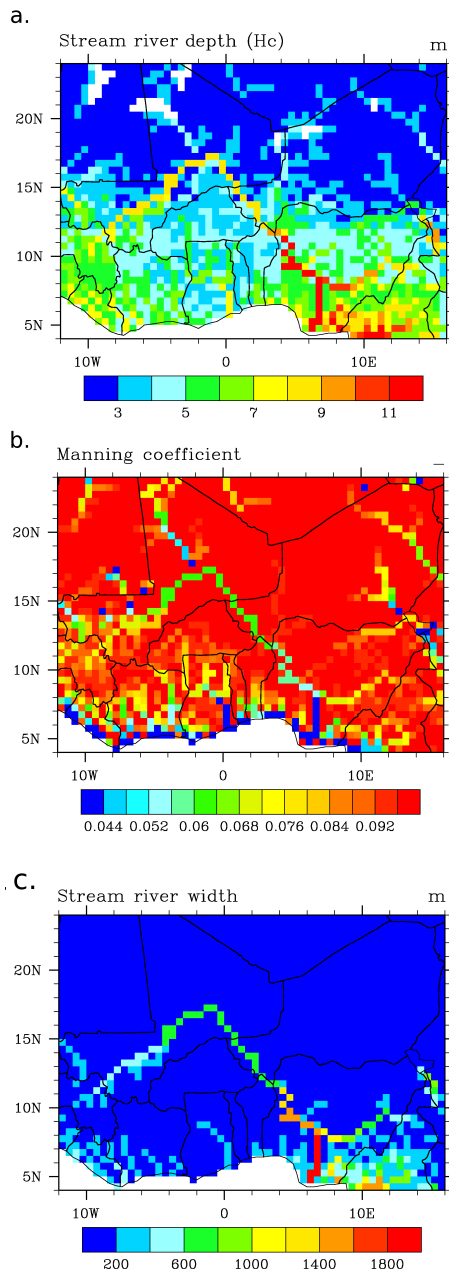 a.
Stream river depth (Hc) m
20N
15N
10N
5N
10W 0 10E
3 5 7 9 11
b.
Manning coefficient _
20N
15N
10N
5N
10W 0 10E
0.044 0.052 0.06 0.068 0.076 0.084 0.092
. c.
Stream river width m
20N
15N
10N
5N
10W 0 10E
200 600 1000 1400 1800